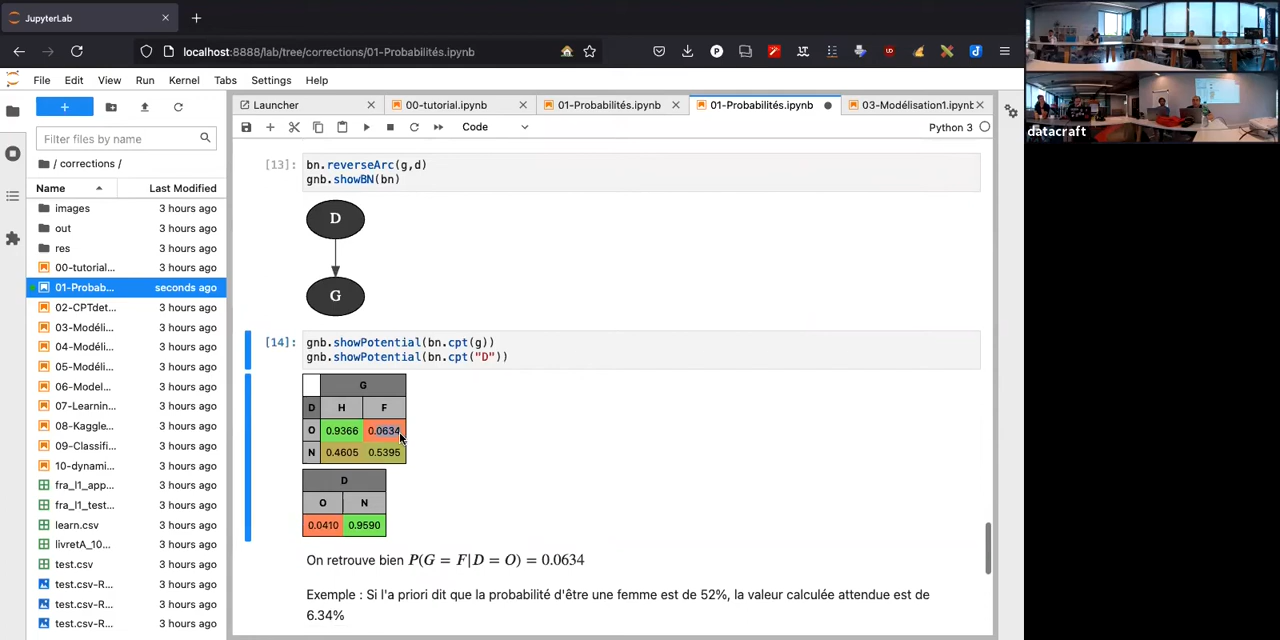 JupyterLab
localhost:8888/lab/tree/corrections/01-Probabilités.ipynb
File Edit View Run Kernel Tabs Settings Help
Launcher
00-tutorial.ipynb
01-Probabilités.ipynb
01-Probabilités.ipynb
03-Modélisation1.ipynb
Filter files by name
/ corrections /
Name Last Modified
images 3 hours ago
out 3 hours ago
res 3 hours ago
00-tutorial... 3 hours ago
01-Probab... seconds ago
02-CPTdet... 3 hours ago
03-Modéli... 3 hours ago
04-Modéli... 3 hours ago
05-Modéli... 3 hours ago
06-Model... 3 hours ago
07-Learnin... 3 hours ago
08-Kaggle... 3 hours ago
09-Classifi... 3 hours ago
10-dynami... 3 hours ago
fra_l1_app... 3 hours ago
fra_l1_test... 3 hours ago
learn.csv 3 hours ago
livretA_10... 3 hours ago
test.csv 3 hours ago
test.csv-R... 3 hours ago
test.csv-R... 3 hours ago
test.csv-R... 3 hours ago
Code
Python 3
[13]: bn.reverseArc(g,d)
gnb.showBN(bn)
D
G
[14]: gnb.showPotential(bn.cpt(g))
gnb.showPotential(bn.cpt("D"))
G
D H F
O 0.9366 0.0634
N 0.4605 0.5395
D
O N
0.0410 0.9590
On retrouve bien P(G = F|D = O) = 0.0634
Exemple : Si l'a priori dit que la probabilité d'être une femme est de 52%, la valeur calculée attendue est de
6.34%
datacraft